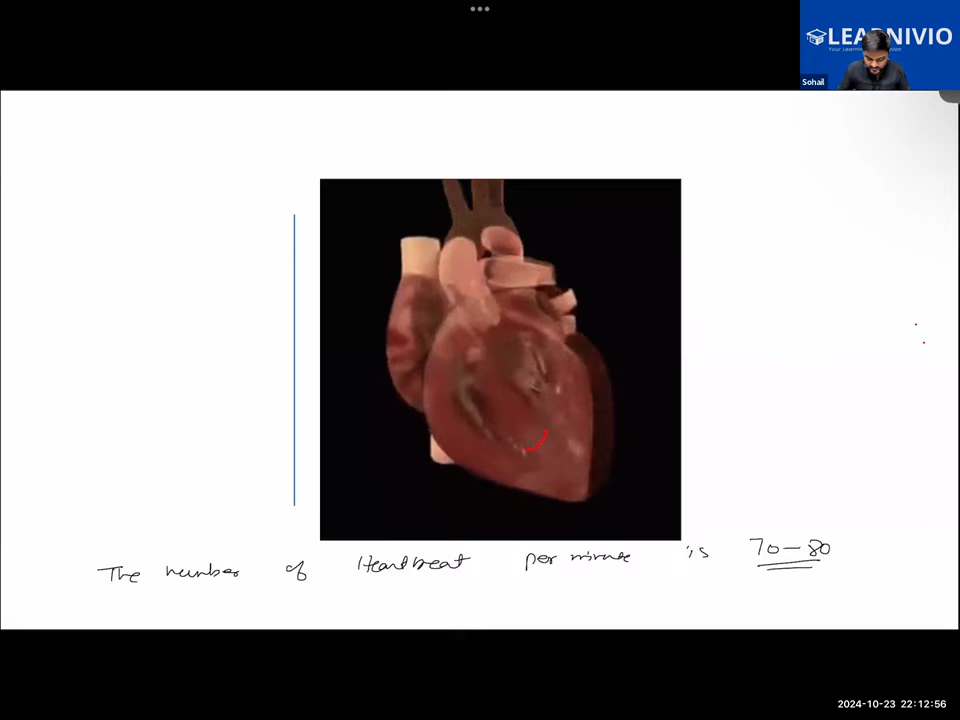 LEARNIVIO
Sohail
The number of Heartbeat per minute is 70-80
2024-10-23 22:12:56